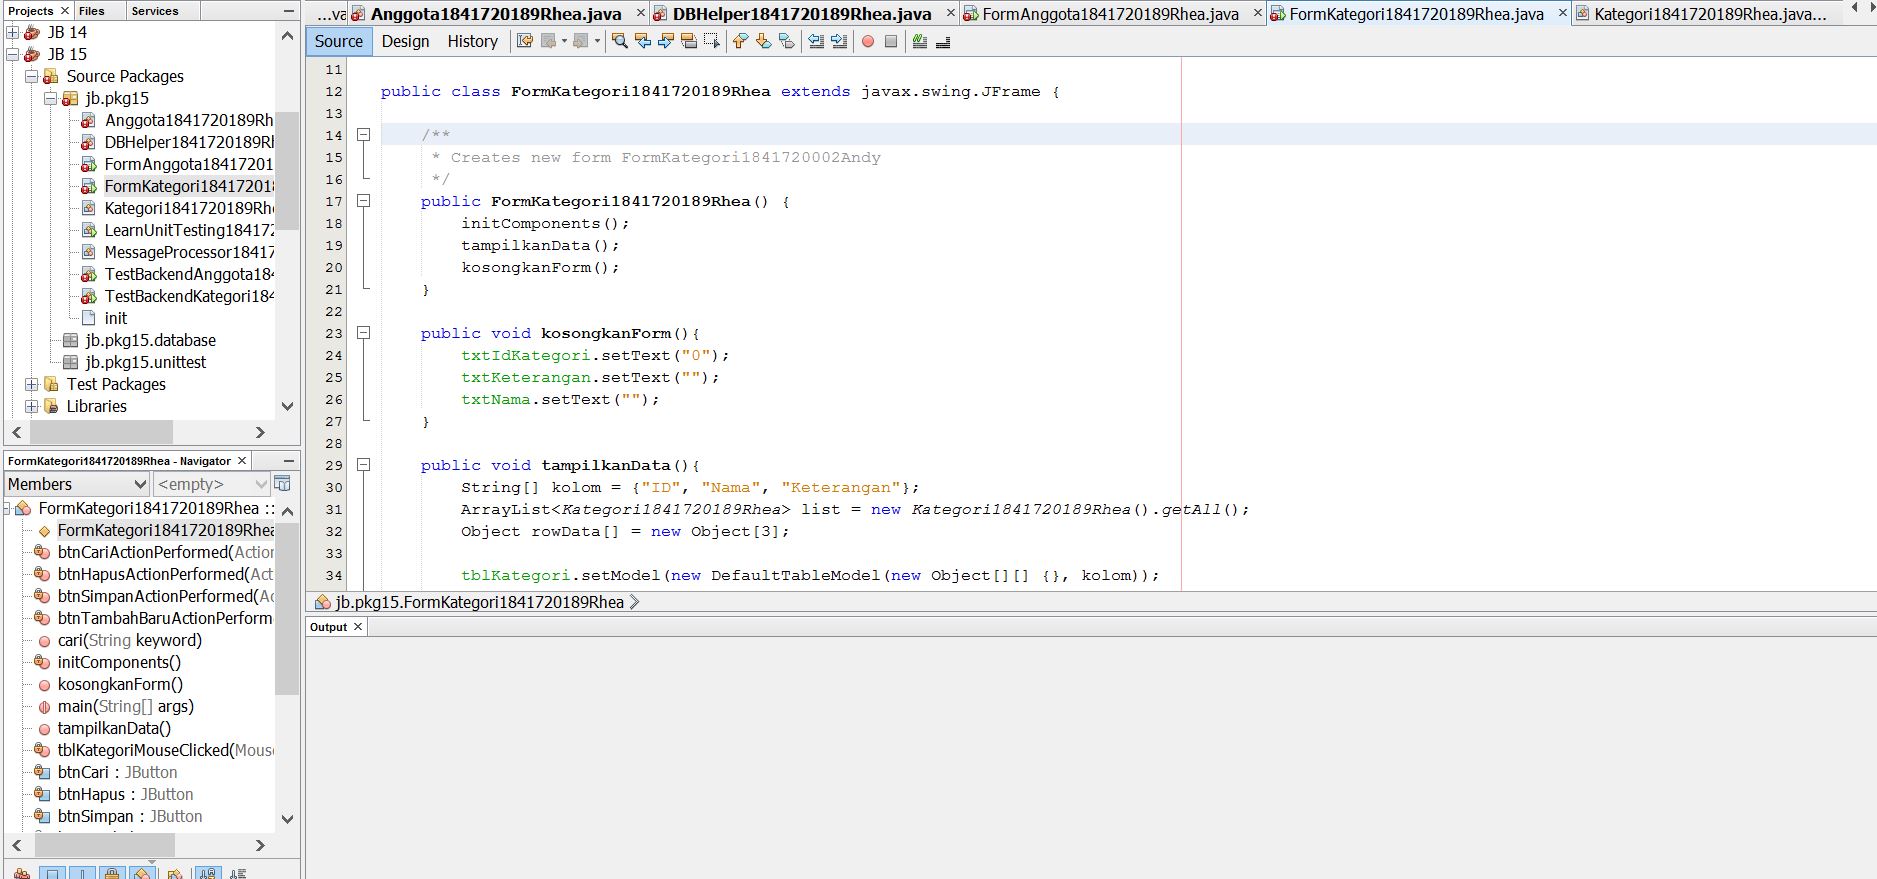 Projects
Files
Services
JB 14
JB 15
Source Packages
jb.pkg15
Anggota1841720189Rh
DBHelper1841720189R
FormAnggota18417201
FormKategori18417201
Kategori1841720189Rh
LearnUnitTesting18417
MessageProcessor18417
TestBackendAnggota18
TestBackendKategori18
init
jb.pkg15.database
jb.pkg15.unittest
Test Packages
Libraries
FormKategori1841720189Rhea - Navigator
Members
<empty>
FormKategori1841720189Rhea ::
FormKategori1841720189Rhea
btnCariActionPerformed(Action
btnHapusActionPerformed(Act
btnSimpanActionPerformed(Ac
btnTambahBaruActionPerform
cari(String keyword)
initComponents()
kosongkanForm()
main(String[] args)
tampilkanData()
tblKategoriMouseClicked(Mouse
btnCari : JButton
btnHapus : JButton
btnSimpan : JButton
...va
Anggota1841720189Rhea.java
DBHelper1841720189Rhea.java
FormAnggota1841720189Rhea.java
FormKategori1841720189Rhea.java
Kategori1841720189Rhea.java...
Source
Design
History
11
12 public class FormKategori1841720189Rhea extends javax.swing.JFrame {
13
14 /**
15 * Creates new form FormKategori1841720002Andy
16 */
17 public FormKategori1841720189Rhea() {
18 initComponents();
19 tampilkanData();
20 kosongkanForm();
21 }
22
23 public void kosongkanForm(){
24 txtIdKategori.setText("0");
25 txtKeterangan.setText("");
26 txtNama.setText("");
27 }
28
29 public void tampilkanData(){
30 String[] kolom = {"ID", "Nama", "Keterangan"};
31 ArrayList<Kategori1841720189Rhea> list = new Kategori1841720189Rhea().getAll();
32 Object rowData[] = new Object[3];
33
34 tblKategori.setModel(new DefaultTableModel(new Object[][] {}, kolom));
jb.pkg15.FormKategori1841720189Rhea
Output